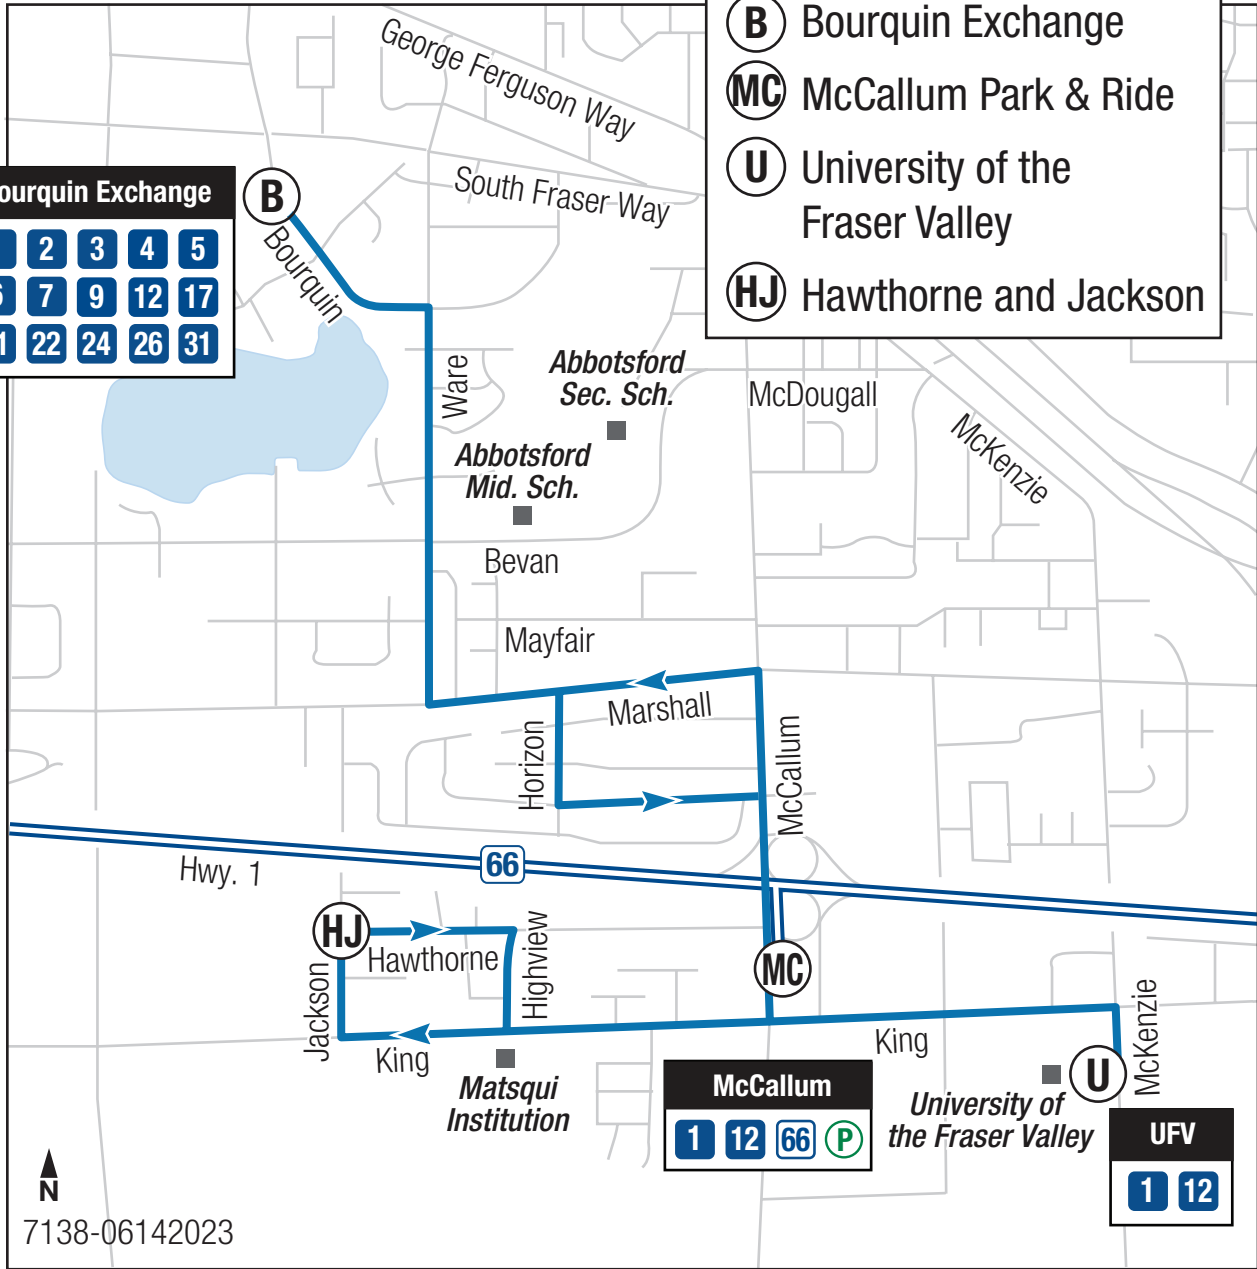 B Bourquin Exchange
MC McCallum Park & Ride
U University of the
Fraser Valley
HJ Hawthorne and Jackson
George Ferguson Way
South Fraser Way
ourquin Exchange
2 3 4 5
7 9 12 17
22 24 26 31
B
Bourquin
Ware
Abbotsford
Sec. Sch.
McDougall
McKenzie
Abbotsford
Mid. Sch.
Bevan
Mayfair
Marshall
Horizon
McCallum
Hwy. 1
66
HJ
Hawthorne
Highview
MC
Jackson
King
King
McKenzie
Matsqui
Institution
McCallum
1 12 66 P
U
University of
the Fraser Valley
UFV
1 12
N
7138-06142023